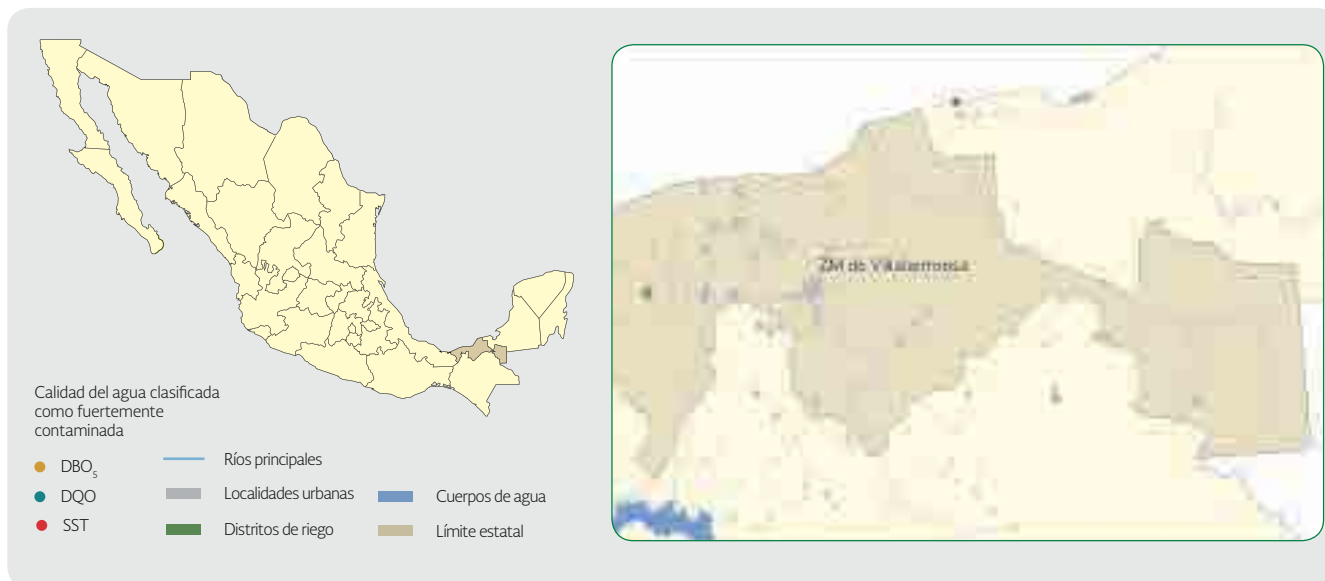 ZM de Villahermosa
Calidad del agua clasificada
como fuertemente
contaminada
DBO5
DQO
SST
Ríos principales
Localidades urbanas
Distritos de riego
Cuerpos de agua
Límite estatal